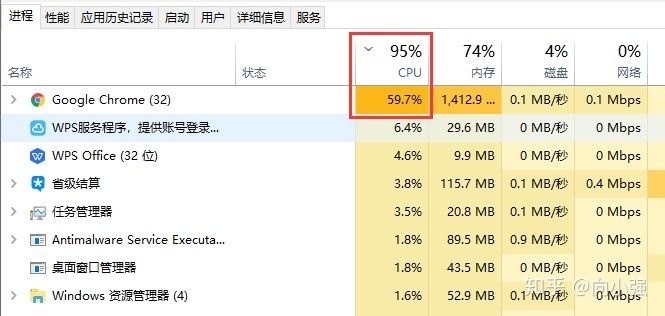 进程 性能 应用历史记录 启动 用户 详细信息 服务
95% 74% 4% 0%
名称 状态 CPU 内存 磁盘 网络
Google Chrome (32) 59.7% 1,412.9 ... 0.1 MB/秒 0.1 Mbps
WPS服务程序，提供账号登录... 6.4% 29.6 MB 0 MB/秒 0 Mbps
WPS Office (32 位) 4.6% 9.9 MB 0 MB/秒 0 Mbps
省级结算 3.8% 115.7 MB 0.1 MB/秒 0.4 Mbps
任务管理器 3.5% 20.8 MB 0.1 MB/秒 0 Mbps
Antimalware Service Executa... 1.8% 89.5 MB 0.9 MB/秒 0 Mbps
桌面窗口管理器 1.8% 43.5 MB 0 MB/秒 0 Mbps
Windows 资源管理器 (4) 1.6% 52.9 MB 0.1 MB/秒 0 Mbps
知乎 @向小强